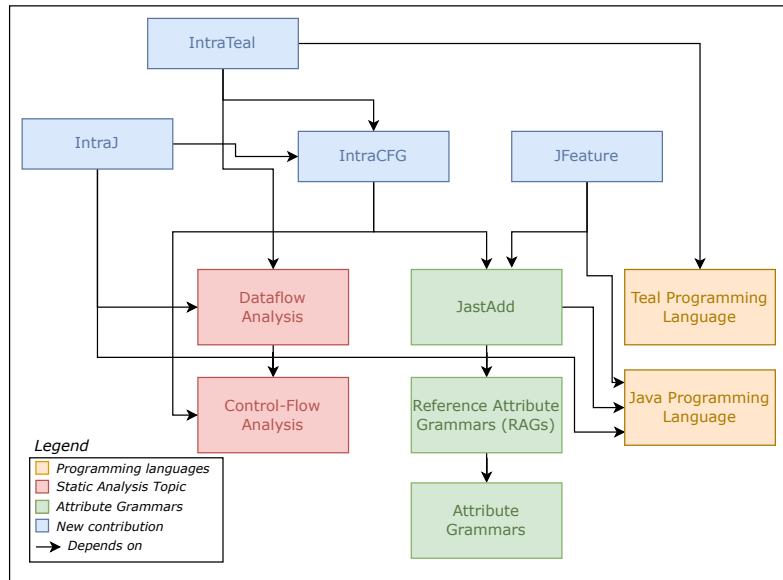 IntraTeal
IntraJ
IntraCFG
JFeature
Dataflow
Analysis
JastAdd
Teal Programming
Language
Control-Flow
Analysis
Reference Attribute
Grammars (RAGs)
Java Programming
Language
Attribute
Grammars
Legend
Programming languages
Static Analysis Topic
Attribute Grammars
New contribution
Depends on